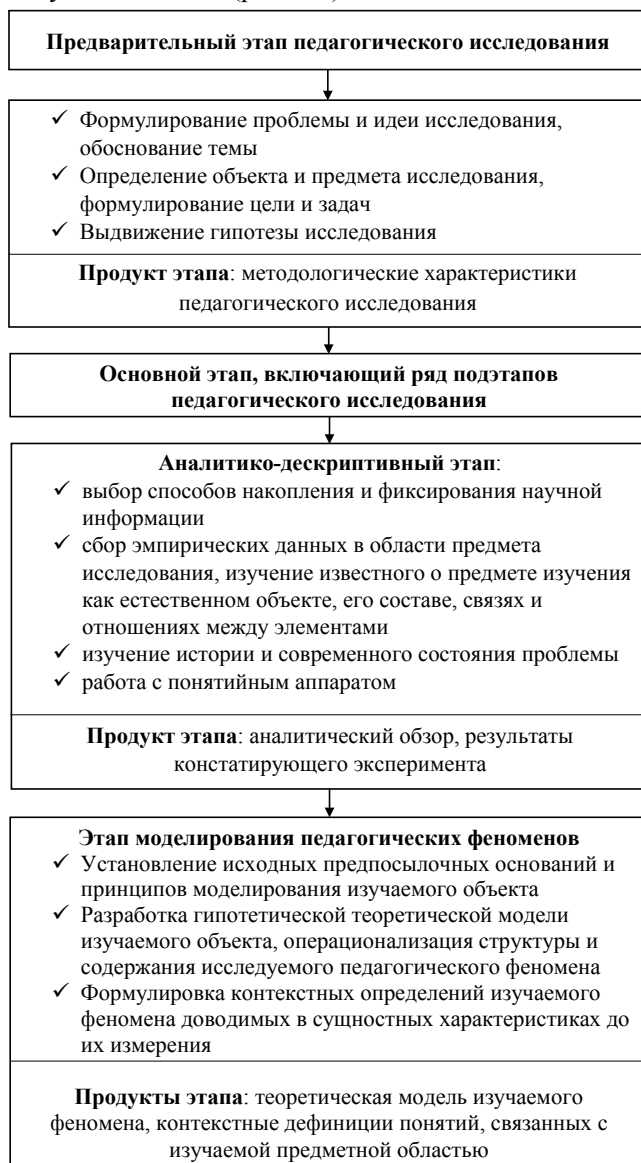 Предварительный этап педагогического исследования
✓ Формулирование проблемы и идеи исследования,
обоснование темы
✓ Определение объекта и предмета исследования,
формулирование цели и задач
✓ Выдвижение гипотезы исследования
Продукт этапа: методологические характеристики
педагогического исследования
Основной этап, включающий ряд подэтапов
педагогического исследования
Аналитико-дескриптивный этап:
✓ выбор способов накопления и фиксирования научной
информации
✓ сбор эмпирических данных в области предмета
исследования, изучение известного о предмете изучения
как естественном объекте, его составе, связях и
отношениях между элементами
✓ изучение истории и современного состояния проблемы
✓ работа с понятийным аппаратом
Продукт этапа: аналитический обзор, результаты
констатирующего эксперимента
Этап моделирования педагогических феноменов
✓ Установление исходных предпосылочных оснований и
принципов моделирования изучаемого объекта
✓ Разработка гипотетической теоретической модели
изучаемого объекта, операционализация структуры и
содержания исследуемого педагогического феномена
✓ Формулировка контекстных определений изучаемого
феномена доводимых в сущностных характеристиках до
их измерения
Продукты этапа: теоретическая модель изучаемого
феномена, контекстные дефиниции понятий, связанных с
изучаемой предметной областью